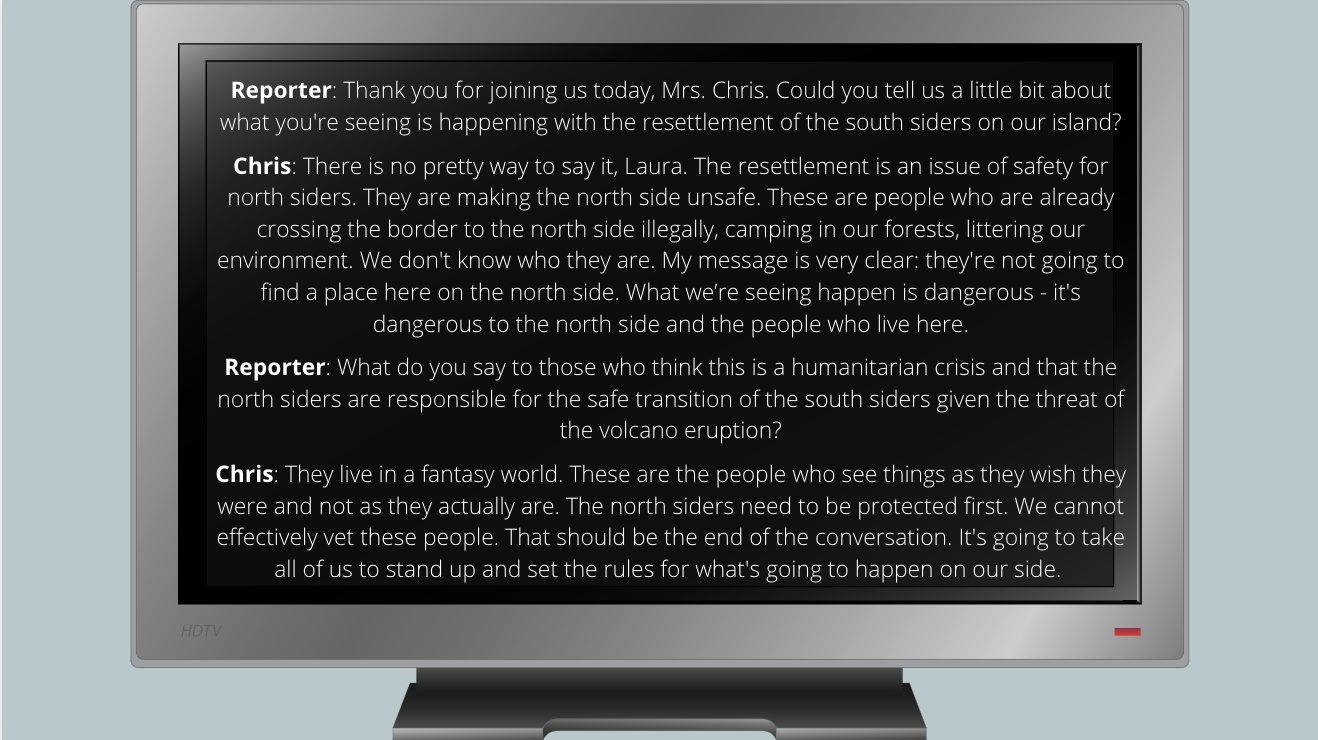 Reporter: Thank you for joining us today, Mrs. Chris. Could you tell us a little bit about
what you're seeing is happening with the resettlement of the south siders on our island?
Chris: There is no pretty way to say it, Laura. The resettlement is an issue of safety for
north siders. They are making the north side unsafe. These are people who are already
crossing the border to the north side illegally, camping in our forests, littering our
environment. We don't know who they are. My message is very clear: they're not going to
find a place here on the north side. What we’re seeing happen is dangerous - it's
dangerous to the north side and the people who live here.
Reporter: What do you say to those who think this is a humanitarian crisis and that the
north siders are responsible for the safe transition of the south siders given the threat of
the volcano eruption?
Chris: They live in a fantasy world. These are the people who see things as they wish they
were and not as they actually are. The north siders need to be protected first. We cannot
effectively vet these people. That should be the end of the conversation. It's going to take
all of us to stand up and set the rules for what's going to happen on our side.
HDTV